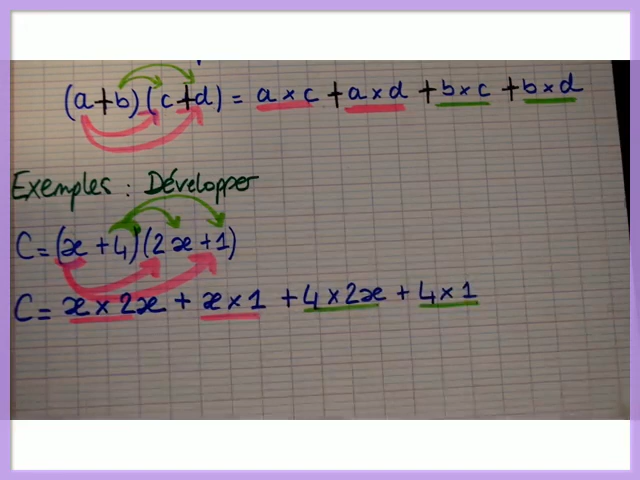 (a+b)(c+d) = a×c + a×d + b×c + b×d
Exemples : Développer
C = (x + 4)(2x + 1)
C = x × 2x + x × 1 + 4 × 2x + 4 × 1